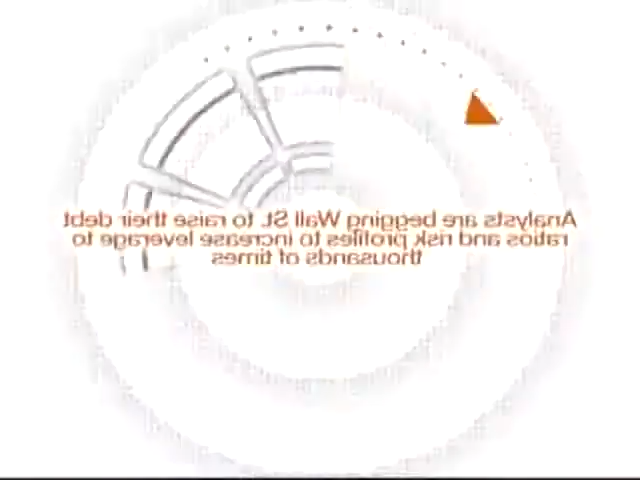 Analysts are begging Wall St. to raise their debt
ratios and risk profiles to increase leverage to
thousands of times